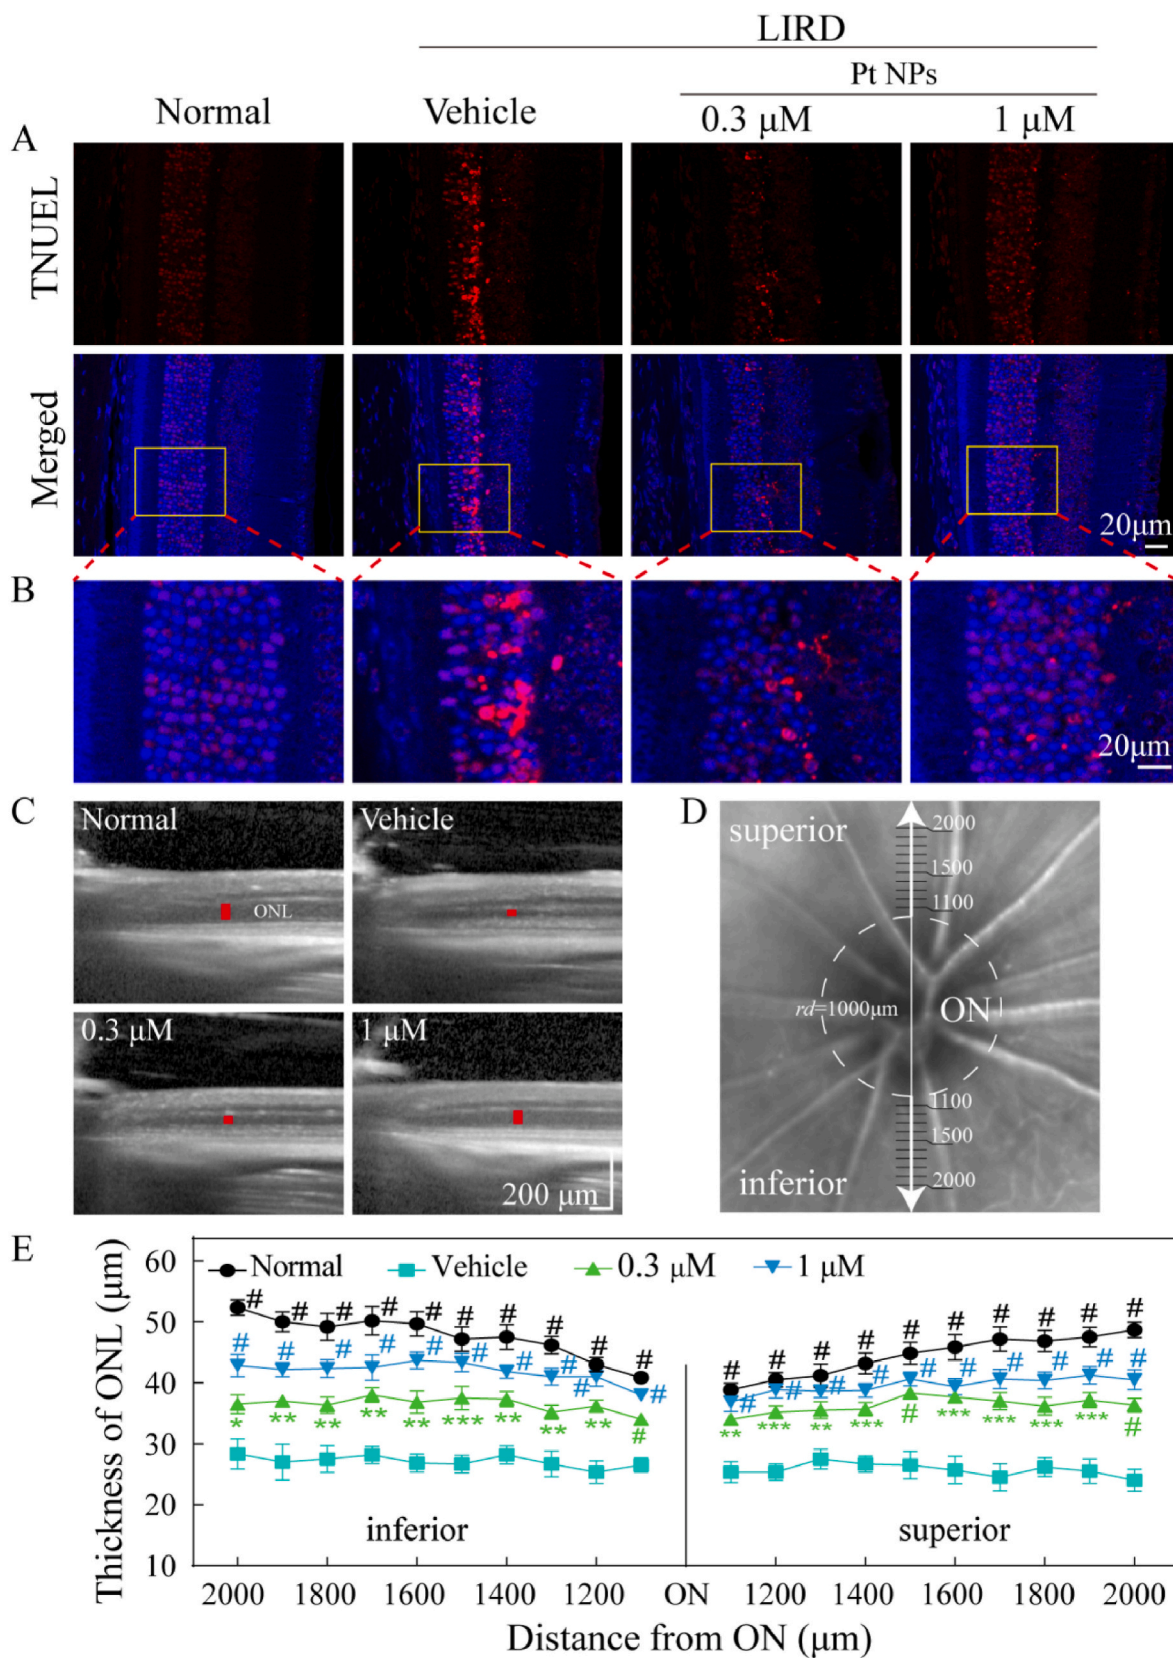 LIRD
Pt NPs
Normal Vehicle 0.3 μM 1 μM
A
TNUEL
Merged
20μm
B
20μm
C
Normal
ONL
Vehicle
0.3 μM
1 μM
200 μm
D
superior
2000
1500
1100
rd=1000μm
ON
1100
1500
2000
inferior
E
Normal Vehicle 0.3 μM 1 μM
Thickness of ONL (μm)
60
50
40
30
20
10
# # # # # # # # # # # # # # # # # # # #
# # # # # # # # # # # # # # # # # # # #
* ** ** ** ** *** ** ** ** # ** *** ** *** # *** *** *** *** #
inferior superior
2000 1800 1600 1400 1200 ON 1200 1400 1600 1800 2000
Distance from ON (μm)